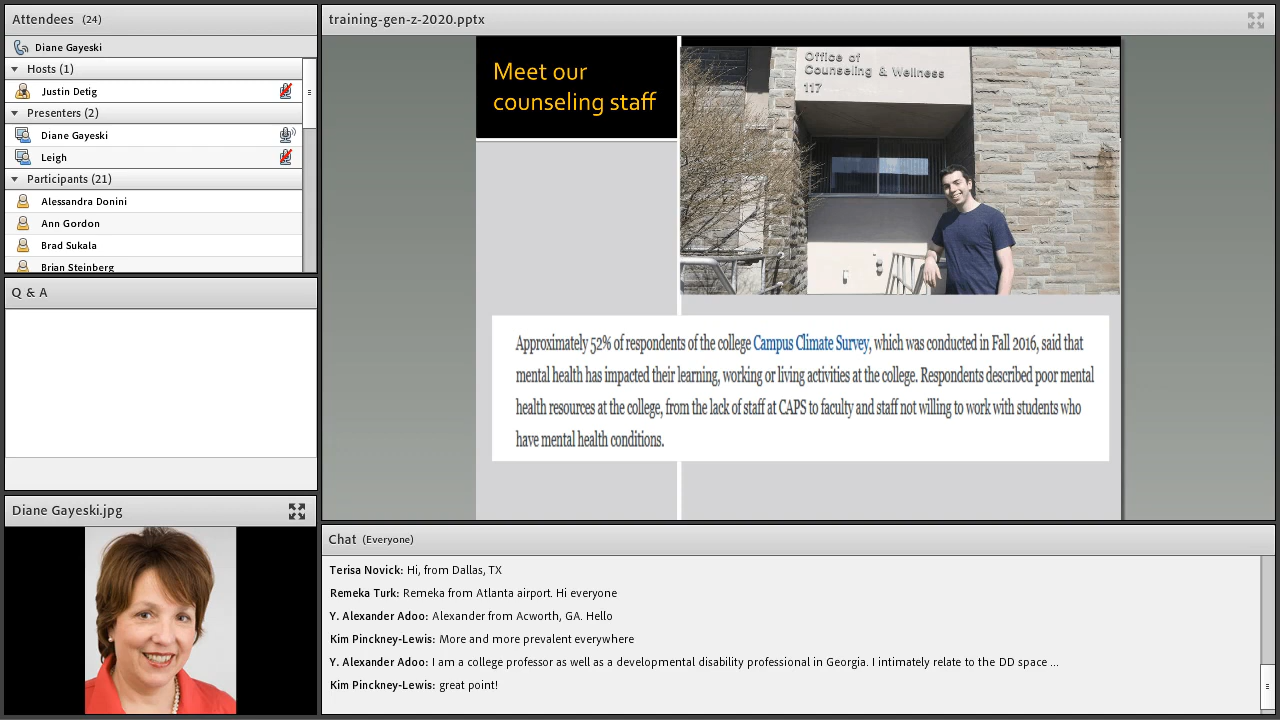 Attendees (24)
Diane Gayeski
Hosts (1)
Justin Detig
Presenters (2)
Diane Gayeski
Leigh
Participants (21)
Alessandra Donini
Ann Gordon
Brad Sukala
Brian Steinberg
Q & A
Diane Gayeski.jpg
training-gen-z-2020.pptx
Meet our
counseling staff
Office of
Counseling & Wellness
117
Approximately 52% of respondents of the college Campus Climate Survey, which was conducted in Fall 2016, said that
mental health has impacted their learning, working or living activities at the college. Respondents described poor mental
health resources at the college, from the lack of staff at CAPS to faculty and staff not willing to work with students who
have mental health conditions.
Chat (Everyone)
Terisa Novick: Hi, from Dallas, TX
Remeka Turk: Remeka from Atlanta airport. Hi everyone
Y. Alexander Adoo: Alexander from Acworth, GA. Hello
Kim Pinckney-Lewis: More and more prevalent everywhere
Y. Alexander Adoo: I am a college professor as well as a developmental disability professional in Georgia. I intimately relate to the DD space ...
Kim Pinckney-Lewis: great point!